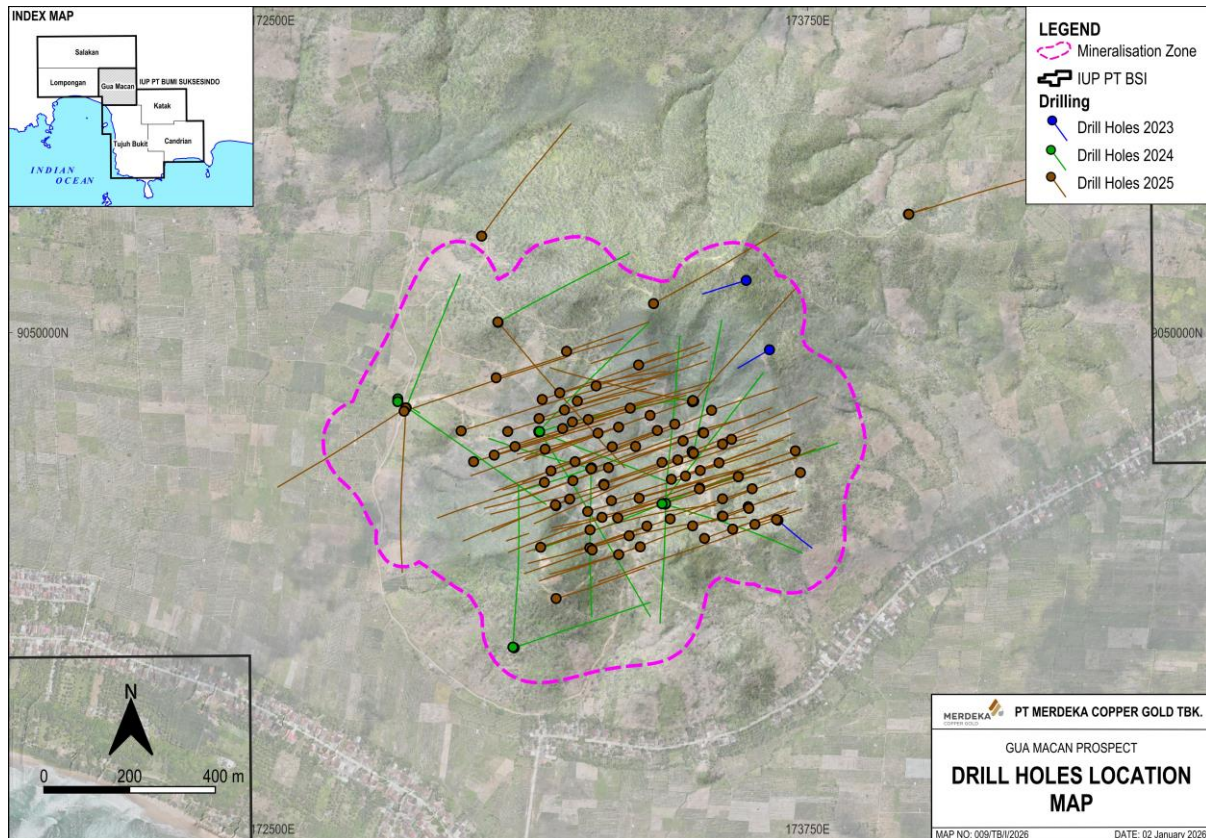 INDEX MAP
Salakan
Lompongan
Gua Macan
IUP PT BUMI SUKSESINDO
Katak
Tujuh Bukit
Candrian
INDIAN
OCEAN
172500E
173750E
LEGEND
Mineralisation Zone
IUP PT BSI
Drilling
Drill Holes 2023
Drill Holes 2024
Drill Holes 2025
9050000N
9050000N
N
0 200 400 m
172500E
173750E
MERDEKA
COPPER GOLD
PT MERDEKA COPPER GOLD TBK.
GUA MACAN PROSPECT
DRILL HOLES LOCATION
MAP
MAP NO: 009/TB/I/2026 DATE: 02 January 2026